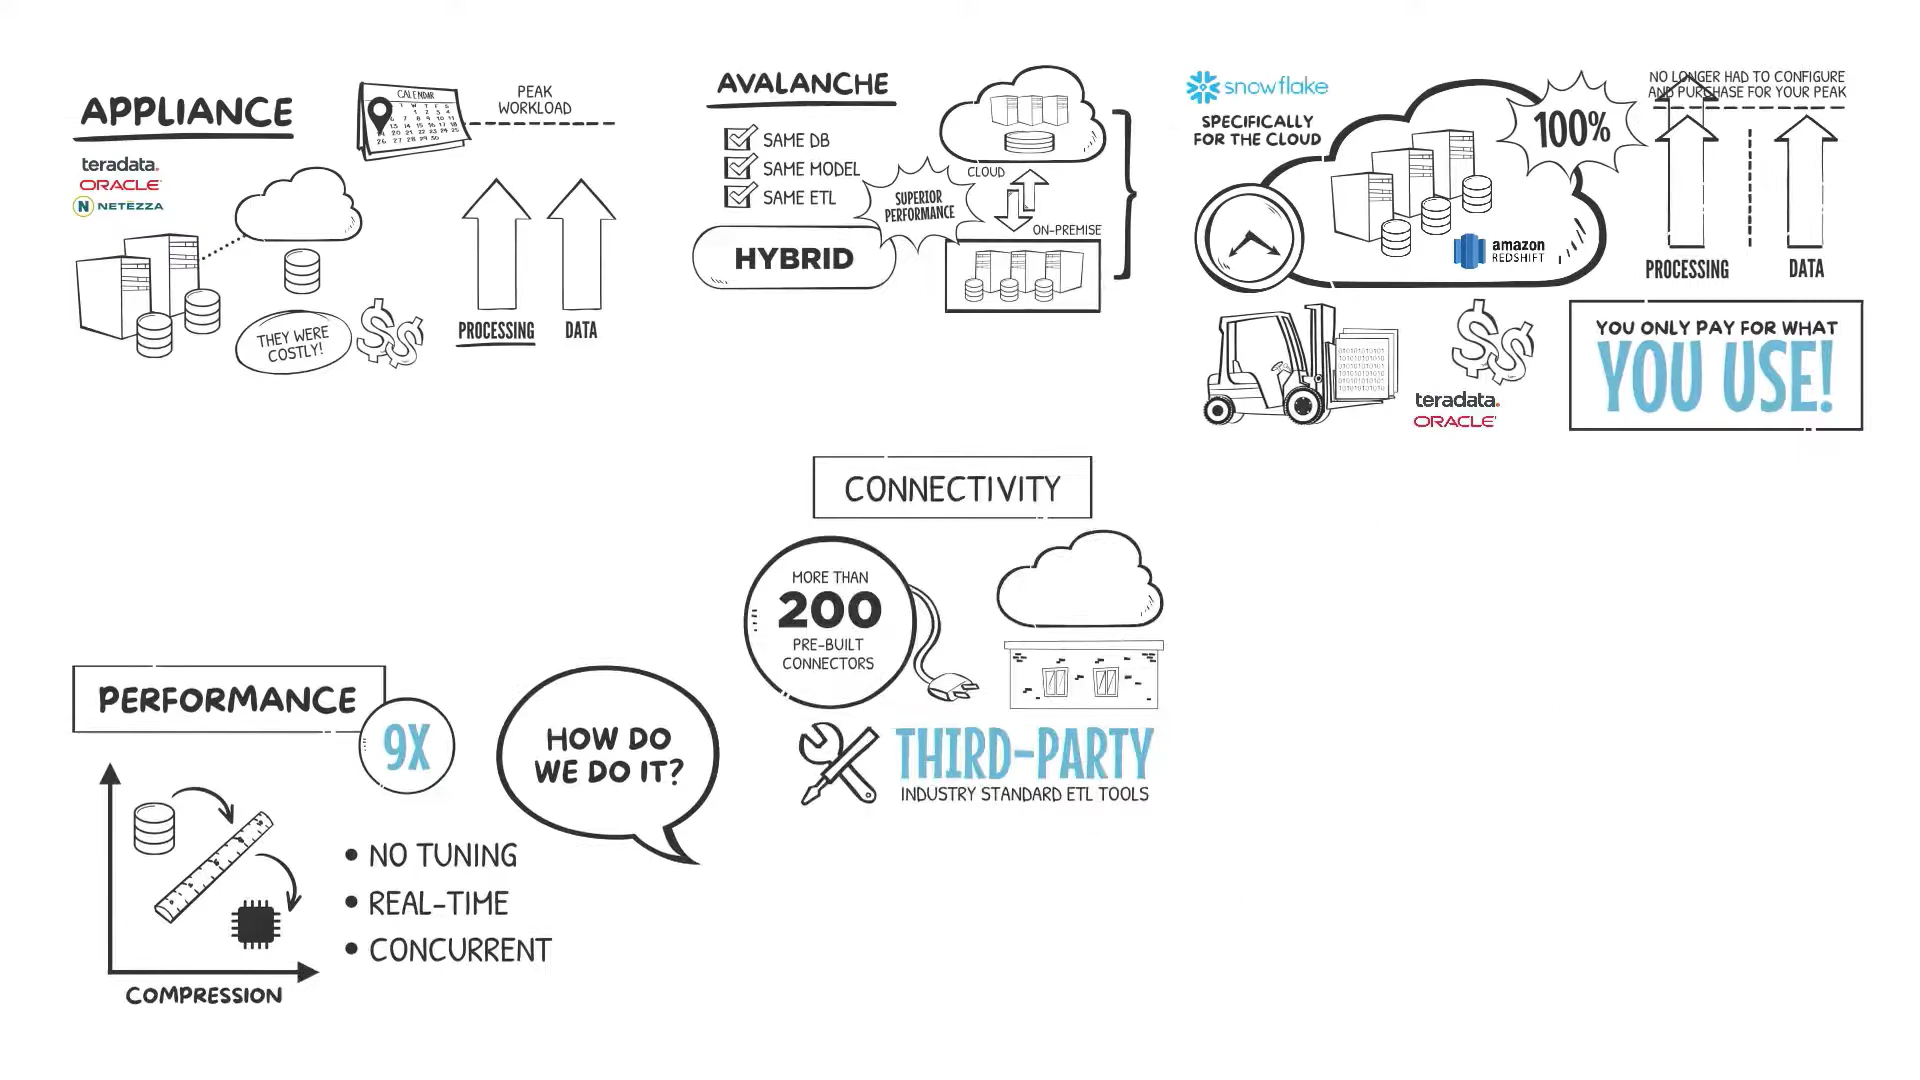 APPLIANCE
teradata.
ORACLE
N NETEZZA
CALENDAR
PEAK
WORKLOAD
THEY WERE
COSTLY!
PROCESSING
DATA
AVALANCHE
SAME DB
SAME MODEL
SAME ETL
HYBRID
SUPERIOR
PERFORMANCE
CLOUD
ON-PREMISE
snowflake
SPECIFICALLY
FOR THE CLOUD
100%
amazon
REDSHIFT
NO LONGER HAD TO CONFIGURE
AND PURCHASE FOR YOUR PEAK
PROCESSING
DATA
teradata.
ORACLE
YOU ONLY PAY FOR WHAT
YOU USE!
CONNECTIVITY
MORE THAN
200
PRE-BUILT
CONNECTORS
THIRD-PARTY
INDUSTRY STANDARD ETL TOOLS
PERFORMANCE
9X
HOW DO
WE DO IT?
NO TUNING
REAL-TIME
CONCURRENT
COMPRESSION